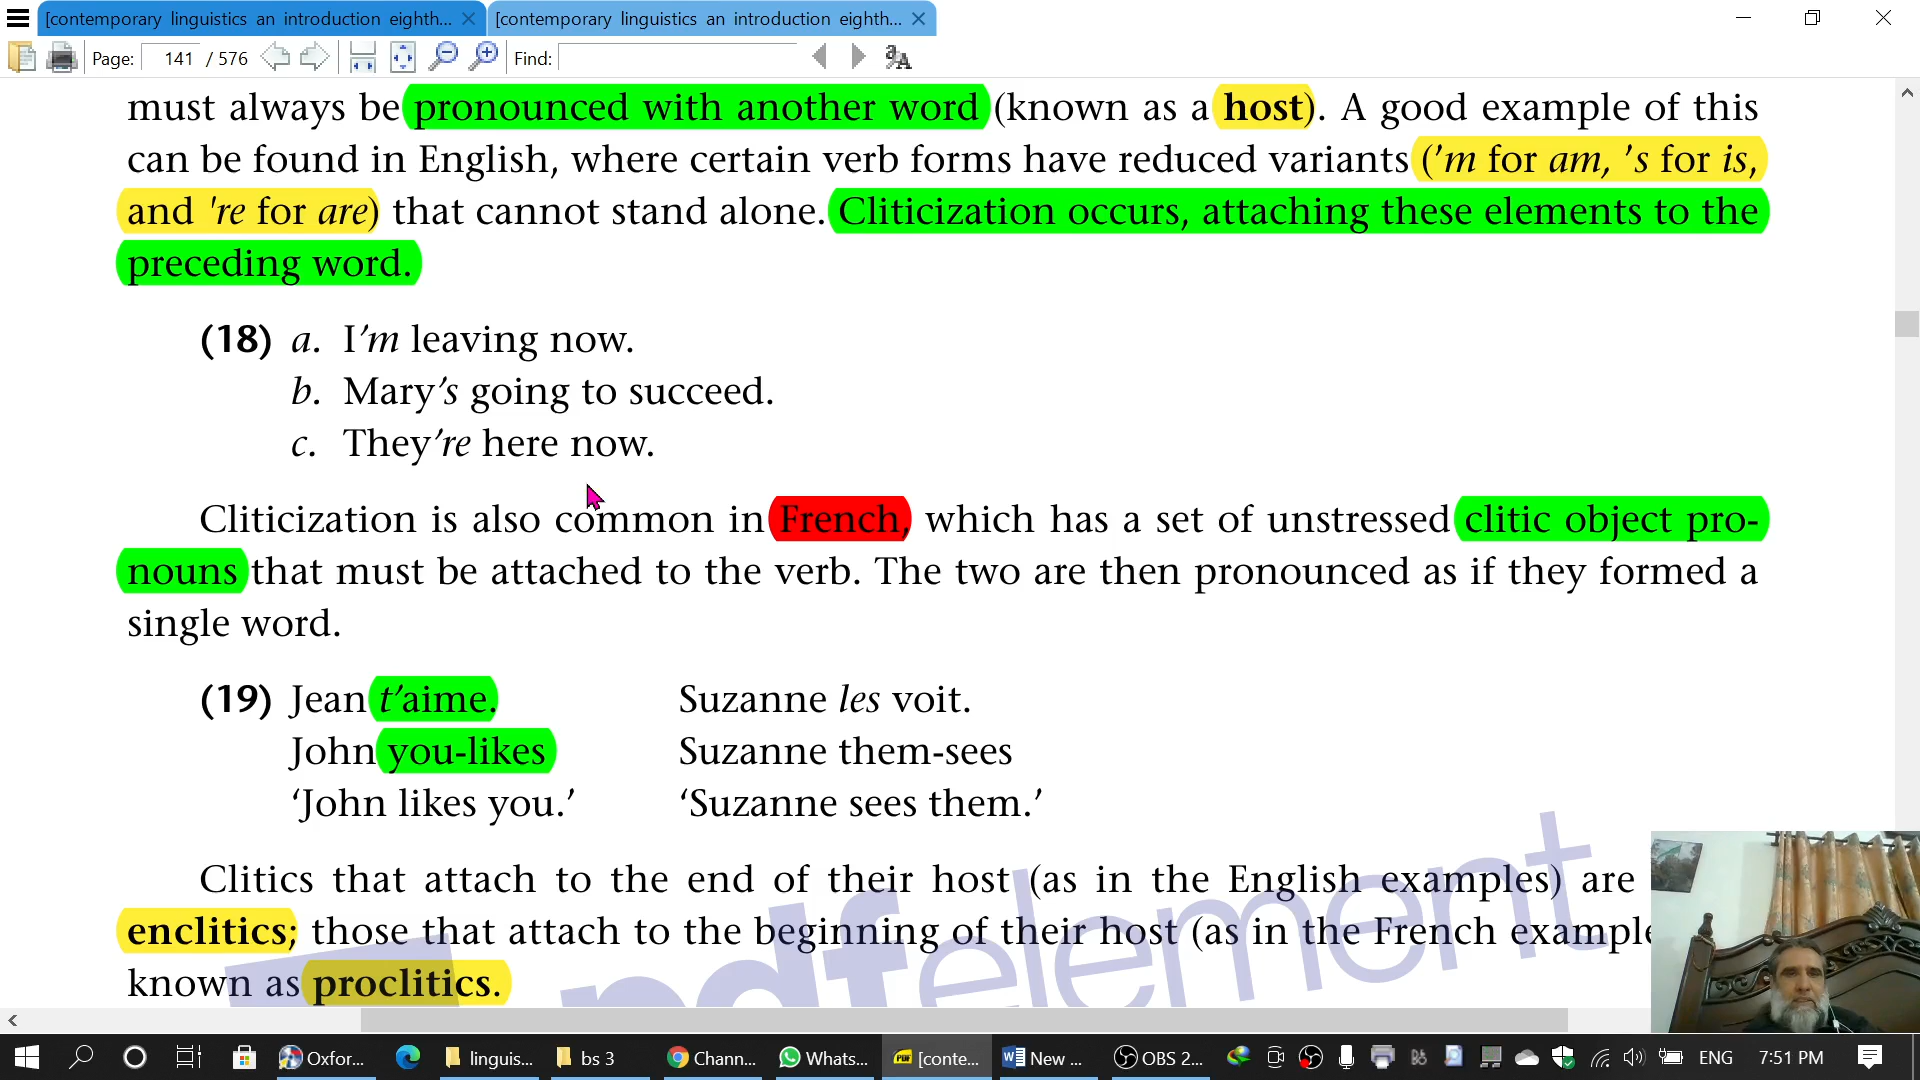 [contemporary linguistics an introduction eighth...
[contemporary linguistics an introduction eighth...
Page: 141 / 576 Find:
must always be pronounced with another word (known as a host). A good example of this
can be found in English, where certain verb forms have reduced variants ('m for am, 's for is,
and 're for are) that cannot stand alone. Cliticization occurs, attaching these elements to the
preceding word.
(18) a. I'm leaving now.
b. Mary's going to succeed.
c. They're here now.
Cliticization is also common in French, which has a set of unstressed clitic object pro-
nouns that must be attached to the verb. The two are then pronounced as if they formed a
single word.
(19) Jean t'aime. Suzanne les voit.
John you-likes Suzanne them-sees
'John likes you.' 'Suzanne sees them.'
Clitics that attach to the end of their host (as in the English examples) are
enclitics; those that attach to the beginning of their host (as in the French example
known as proclitics.
pdfelement
Oxfor... linguis... bs 3 Chann... Whats... [conte... New ... OBS 2... ENG 7:51 PM